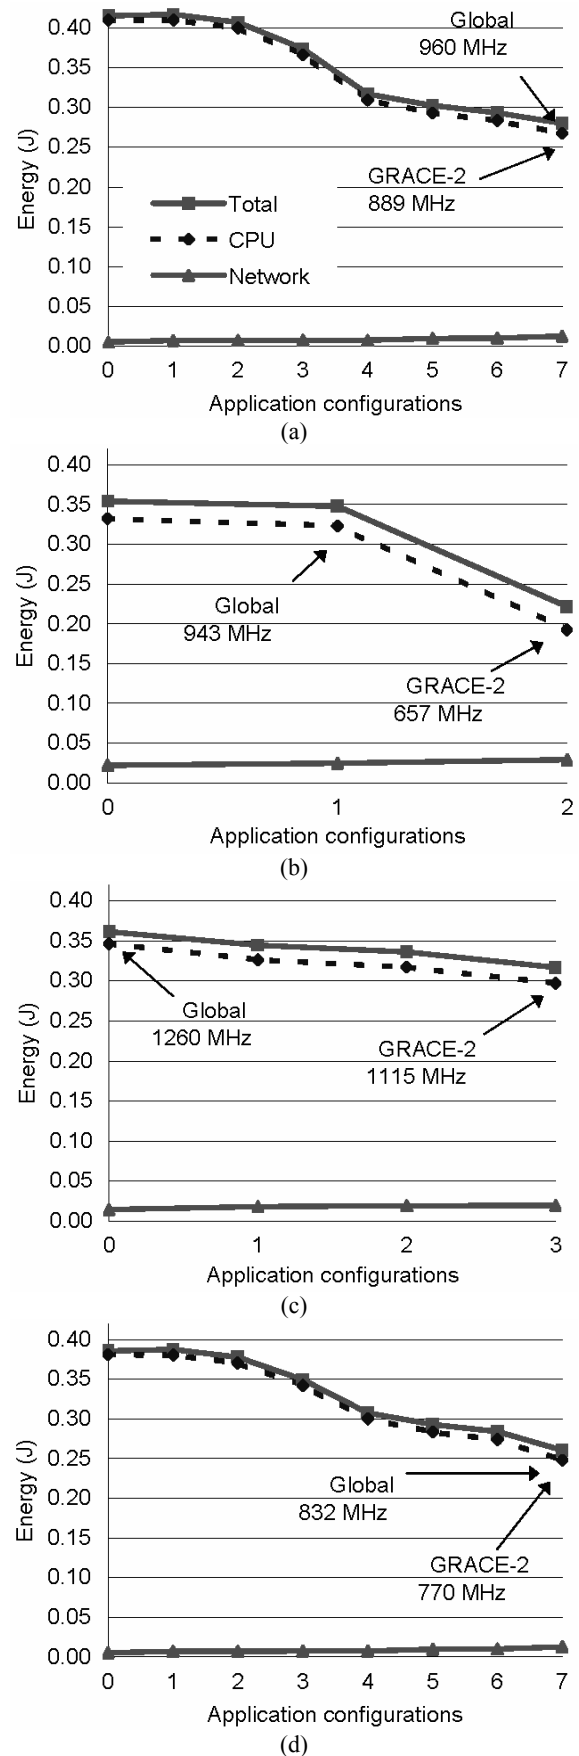 0.40
0.35
0.30
0.25
0.20
0.15
0.10
0.05
0.00
Energy (J)
Global
960 MHz
GRACE-2
889 MHz
Total
CPU
Network
0 1 2 3 4 5 6 7
Application configurations
(a)
0.40
0.35
0.30
0.25
0.20
0.15
0.10
0.05
0.00
Energy (J)
Global
943 MHz
GRACE-2
657 MHz
0 1 2
Application configurations
(b)
0.40
0.35
0.30
0.25
0.20
0.15
0.10
0.05
0.00
Energy (J)
Global
1260 MHz
GRACE-2
1115 MHz
0 1 2 3
Application configurations
(c)
0.40
0.35
0.30
0.25
0.20
0.15
0.10
0.05
0.00
Energy (J)
Global
832 MHz
GRACE-2
770 MHz
0 1 2 3 4 5 6 7
Application configurations
(d)